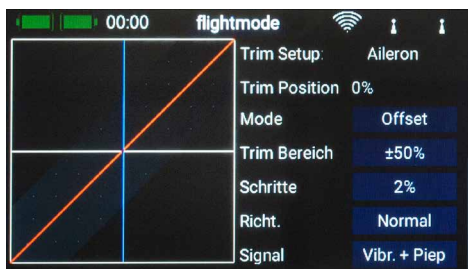 00:00 flightmode
Trim Setup: Aileron
Trim Position 0%
Mode Offset
Trim Bereich ±50%
Schritte 2%
Richt. Normal
Signal Vibr. + Piep